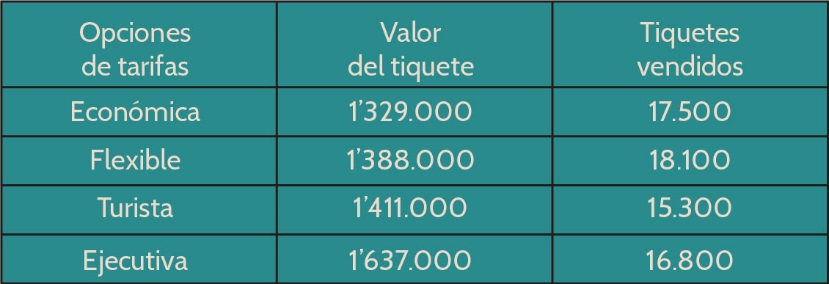 Opciones
de tarifas
Valor
del tiquete
Tiquetes
vendidos
Económica 1’329.000 17.500
Flexible 1’388.000 18.100
Turista 1’411.000 15.300
Ejecutiva 1’637.000 16.800